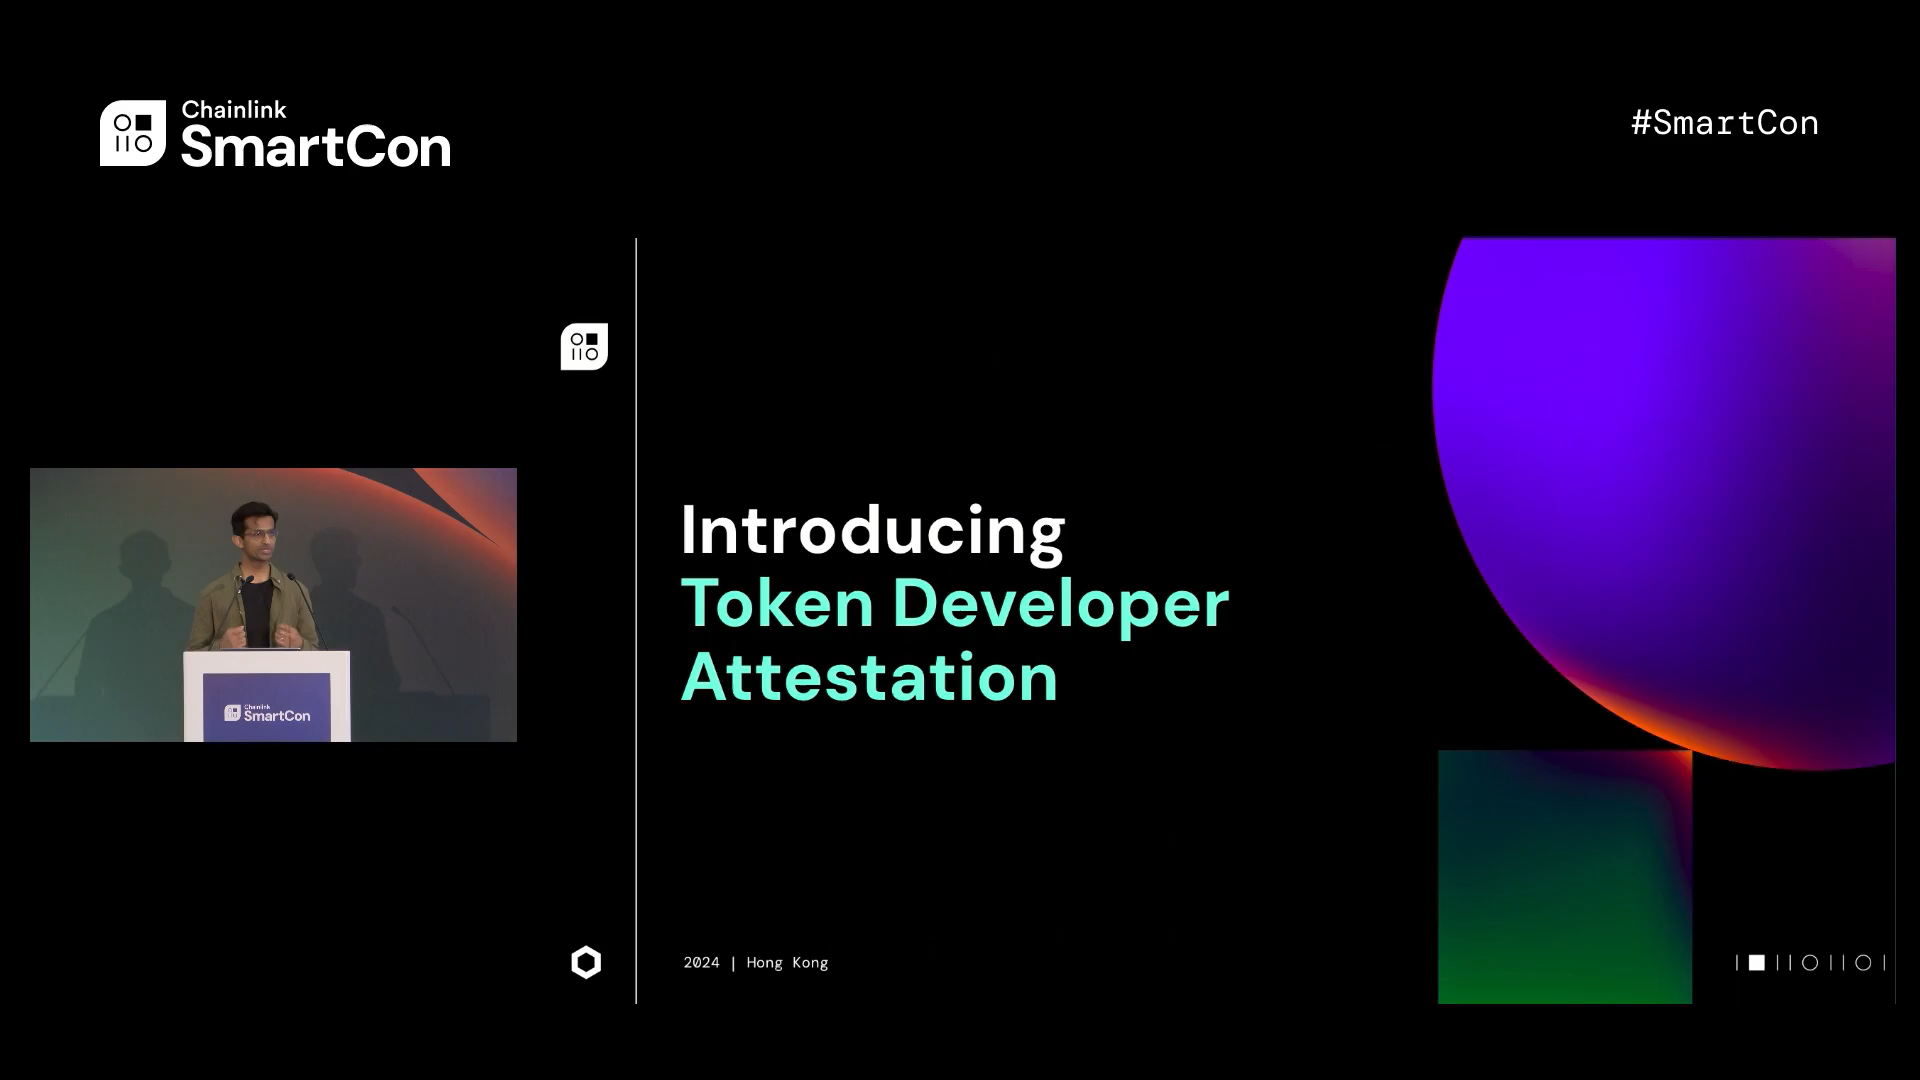 Chainlink
SmartCon
#SmartCon
Introducing
Token Developer
Attestation
Chainlink
SmartCon
2024 | Hong Kong